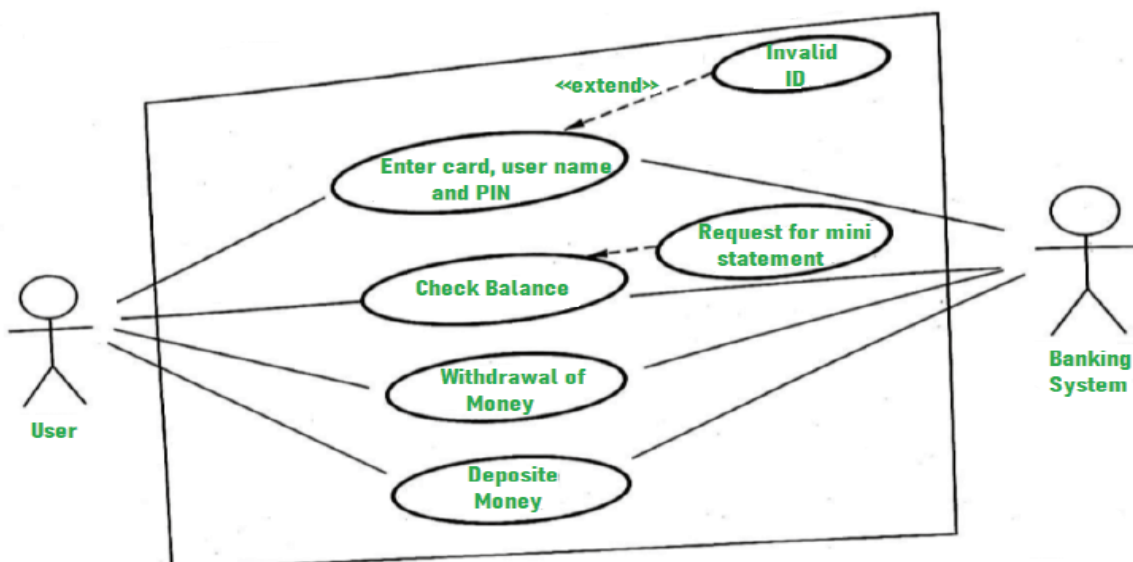 Invalid
ID
«extend»
Enter card, user name
and PIN
Request for mini
statement
Check Balance
Withdrawal of
Money
Deposite
Money
User
Banking
System